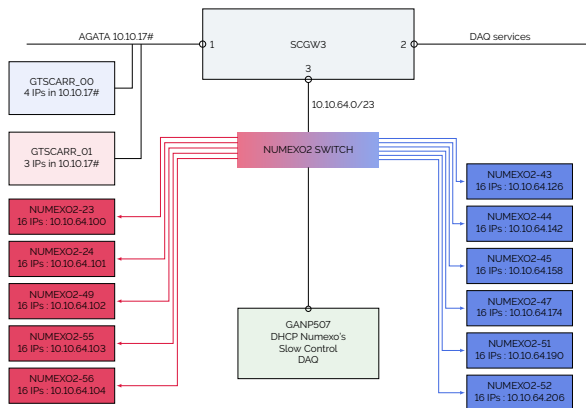 AGATA 10.10.17#
1
SCGW3
2
DAQ services
3
GTSCARR_00
4 IPs in 10.10.17#
10.10.64.0/23
GTSCARR_01
3 IPs in 10.10.17#
NUMEXO2 SWITCH
NUMEXO2-23
16 IPs : 10.10.64.100
NUMEXO2-24
16 IPs : 10.10.64.101
NUMEXO2-49
16 IPs : 10.10.64.102
NUMEXO2-55
16 IPs : 10.10.64.103
NUMEXO2-56
16 IPs : 10.10.64.104
GANP507
DHCP Numexo's
Slow Control
DAQ
NUMEXO2-43
16 IPs : 10.10.64.126
NUMEXO2-44
16 IPs : 10.10.64.142
NUMEXO2-45
16 IPs : 10.10.64.158
NUMEXO2-47
16 IPs : 10.10.64.174
NUMEXO2-51
16 IPs : 10.10.64.190
NUMEXO2-52
16 IPs : 10.10.64.206